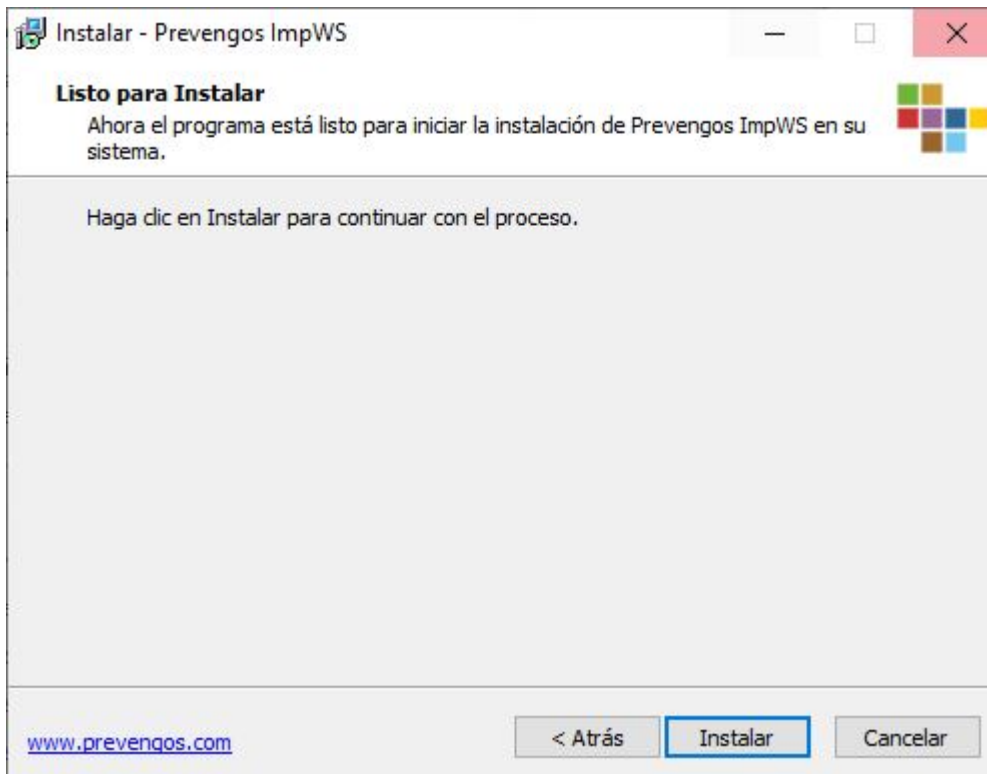 Instalar - Prevengos ImpWS
Listo para Instalar
Ahora el programa está listo para iniciar la instalación de Prevengos ImpWS en su
sistema.
Haga clic en Instalar para continuar con el proceso.
www.prevengos.com
< Atrás
Instalar
Cancelar